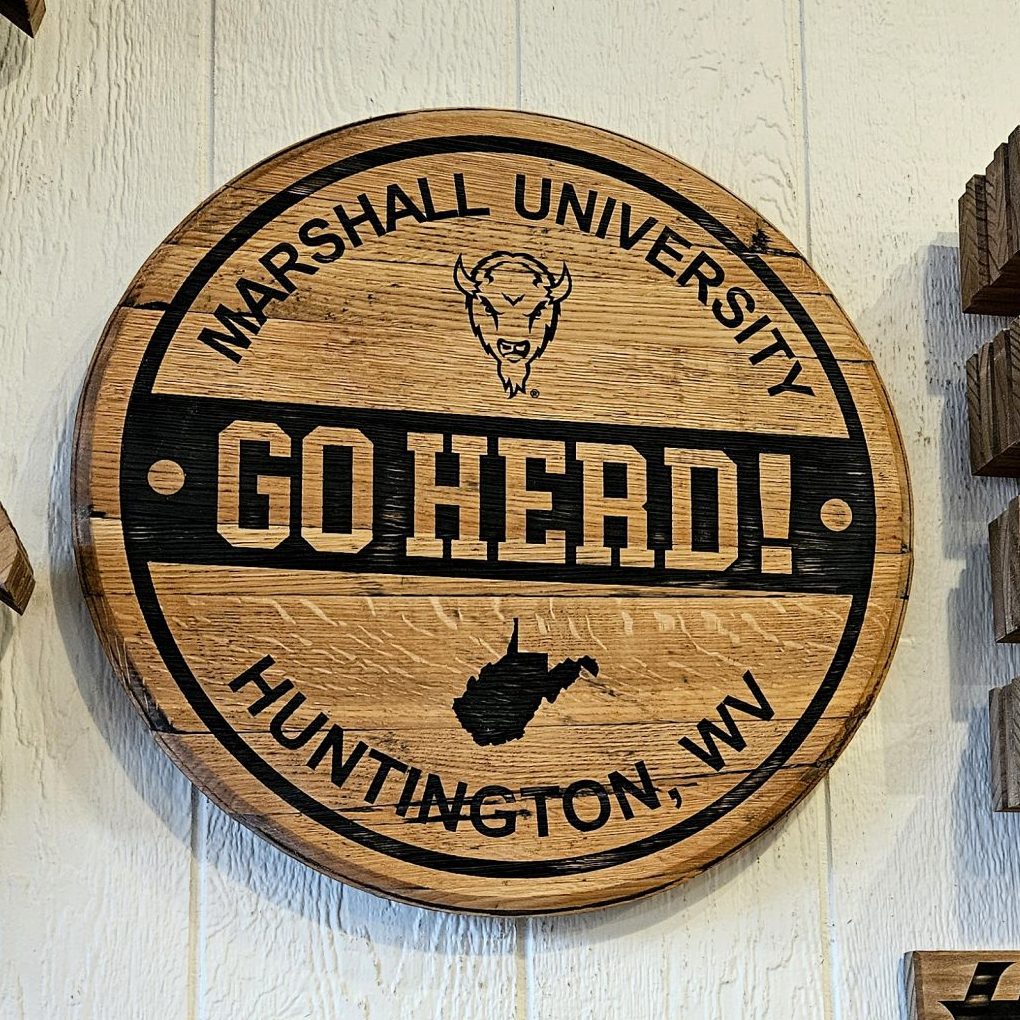 MARSHALL UNIVERSITY
®
GO HERD!
HUNTINGTON, WV